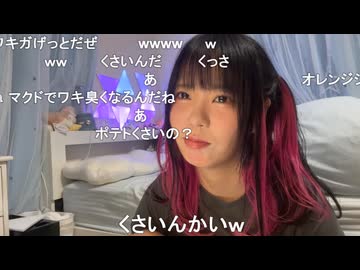 ワキガげっとだぜ
wwww
w
ww
くさいんだ
くっさ
あ
オレンジジ
マクドでワキ臭くなるんだね
あ
ポテトくさいの？
くさいんかいw